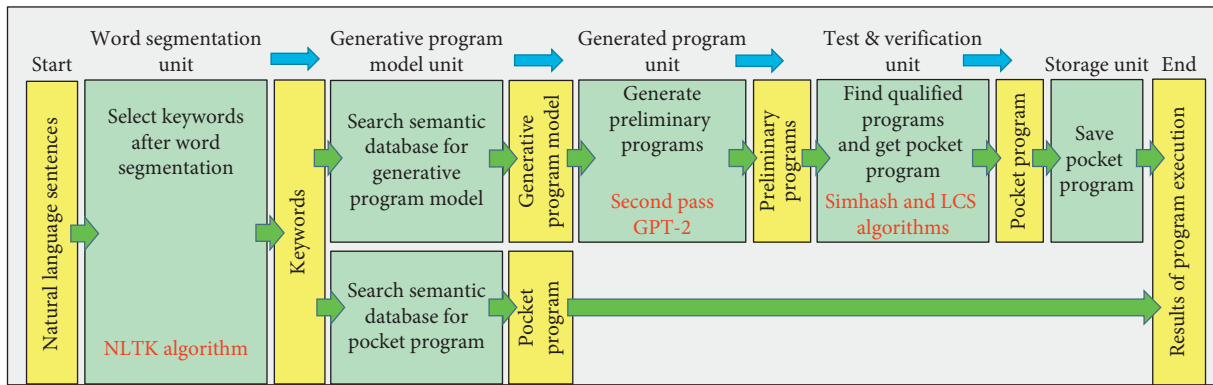 Start
Word segmentation
unit
Generative program
model unit
Generated program
unit
Test & verification
unit
Storage unit
End
Natural language sentences
Select keywords
after word
segmentation
NLTK algorithm
Keywords
Search semantic
database for
generative
program model
Generative
program model
Generate
preliminary
programs
Second pass
GPT-2
Preliminary
programs
Find qualified
programs
and get pocket
program
Simhash and LCS
algorithms
Pocket program
Save
pocket
program
Search semantic
database for
pocket program
Pocket
program
Results of program execution